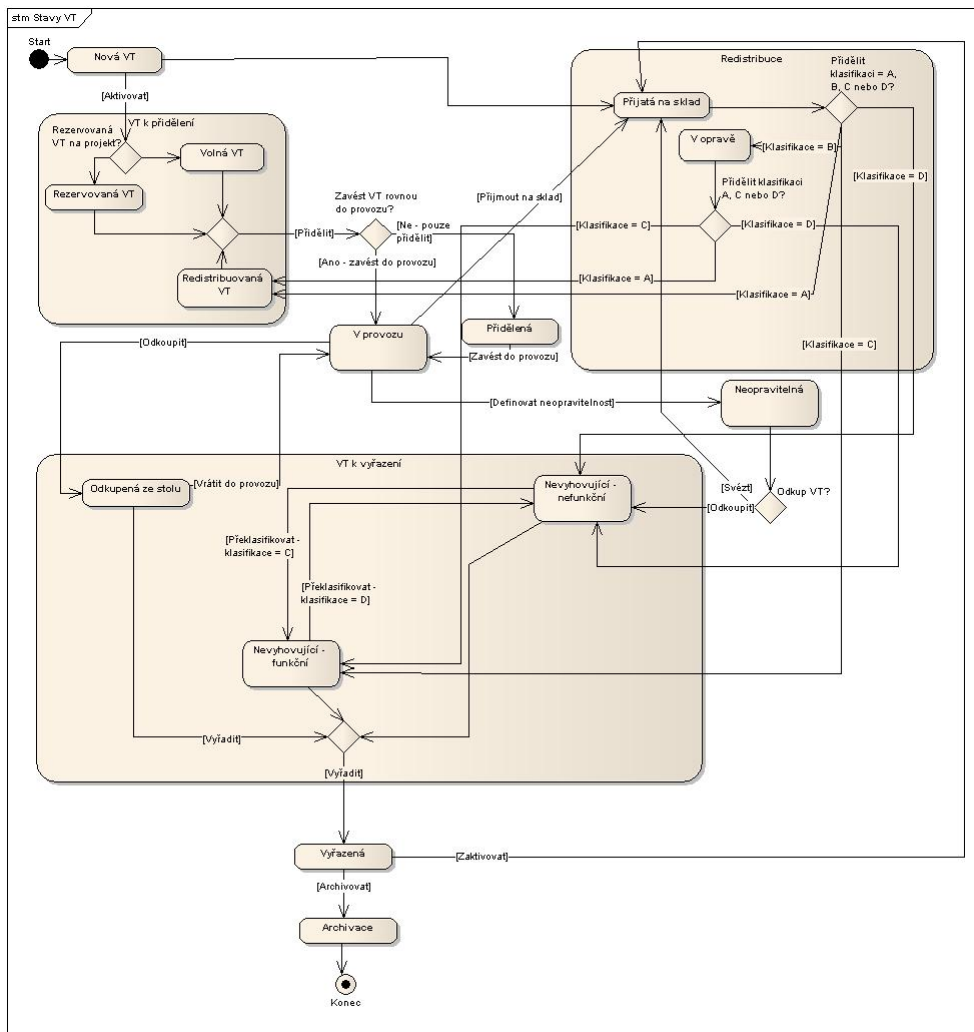 stm Stavy VT
Start
Nová VT
[Aktivovat]
VT k přidělení
Rezervovaná
VT na projekt?
Volná VT
Rezervovaná VT
[Přidělit]
Redistribuovaná
VT
Zavést VT rovnou
do provozu?
[Ne - pouze
přidělit]
[Ano - zavést do provozu]
Přidělená
[Zavést do provozu]
V provozu
[Přijmout na sklad]
Redistribuce
Přijatá na sklad
Přidělit
klasifikaci = A,
B, C nebo D?
V opravě
[Klasifikace = B]
[Klasifikace = D]
Přidělit klasifikaci
A, C nebo D?
[Klasifikace = C]
[Klasifikace = D]
[Klasifikace = A]
[Klasifikace = A]
[Klasifikace = C]
[Odkoupit]
[Definovat neopravitelnost]
Neopravitelná
Odkup VT?
[Svézt]
[Odkoupit]
VT k vyřazení
Odkupená ze stolu
[Vrátit do provozu]
Nevyhovující -
nefunkční
[Překlasifikovat -
klasifikace = C]
[Překlasifikovat -
klasifikace = D]
Nevyhovující -
funkční
[Vyřadit]
[Vyřadit]
Vyřazená
[Zaktivovat]
[Archivovat]
Archivace
Konec